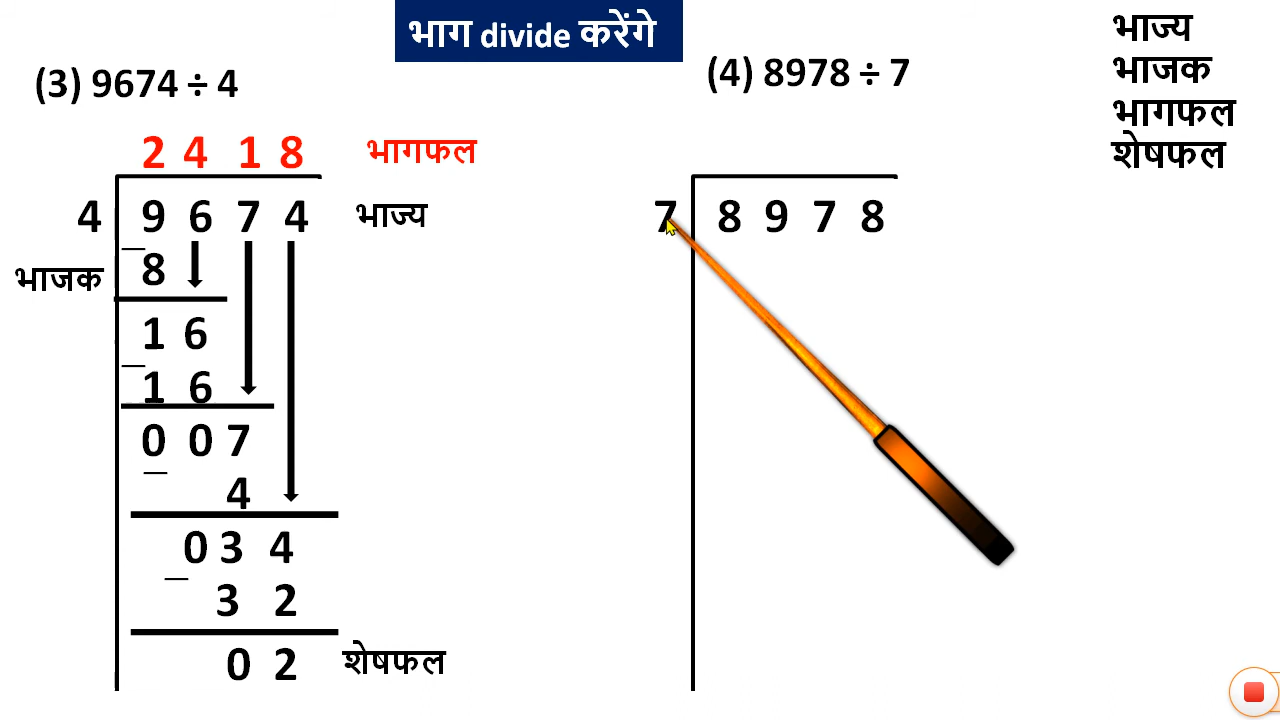 भाग divide करेंगे
(3) 9674 ÷ 4
2 4 1 8 भागफल
4 9 6 7 4 भाज्य
भाजक 8
1 6
1 6
0 0 7
4
0 3 4
3 2
0 2 शेषफल
(4) 8978 ÷ 7
7 8 9 7 8
भाज्य
भाजक
भागफल
शेषफल